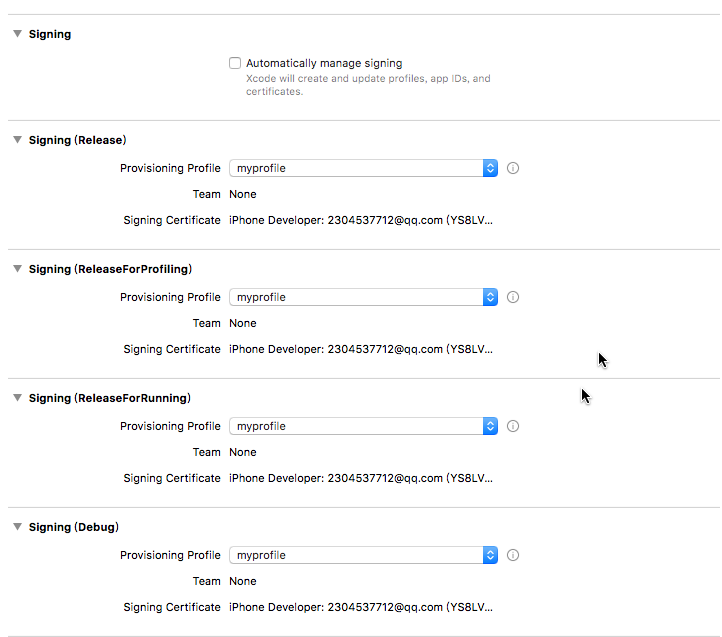 Signing
Automatically manage signing
Xcode will create and update profiles, app IDs, and
certificates.
Signing (Release)
Provisioning Profile myprofile
Team None
Signing Certificate iPhone Developer: 2304537712@qq.com (YS8LV...
Signing (ReleaseForProfiling)
Provisioning Profile myprofile
Team None
Signing Certificate iPhone Developer: 2304537712@qq.com (YS8LV...
Signing (ReleaseForRunning)
Provisioning Profile myprofile
Team None
Signing Certificate iPhone Developer: 2304537712@qq.com (YS8LV...
Signing (Debug)
Provisioning Profile myprofile
Team None
Signing Certificate iPhone Developer: 2304537712@qq.com (YS8LV...